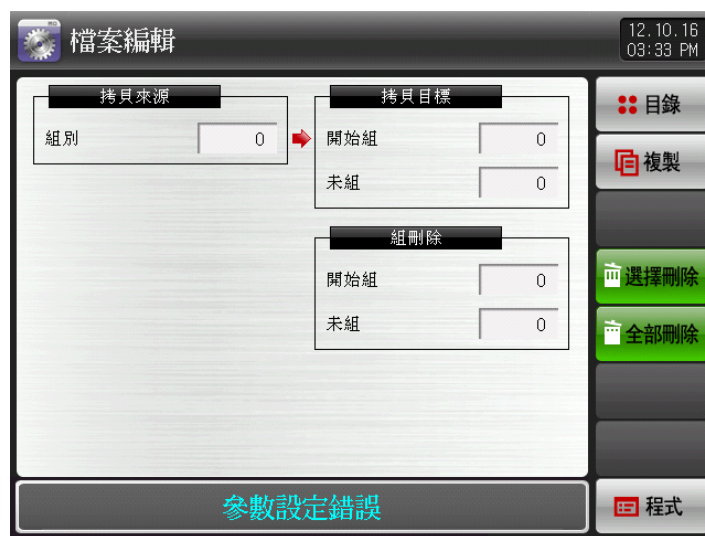 檔案編輯
12.10.16
03:33 PM
拷貝來源
組別 0
拷貝目標
開始組 0
未組 0
組刪除
開始組 0
未組 0
目錄
複製
選擇刪除
全部刪除
程式
參數設定錯誤